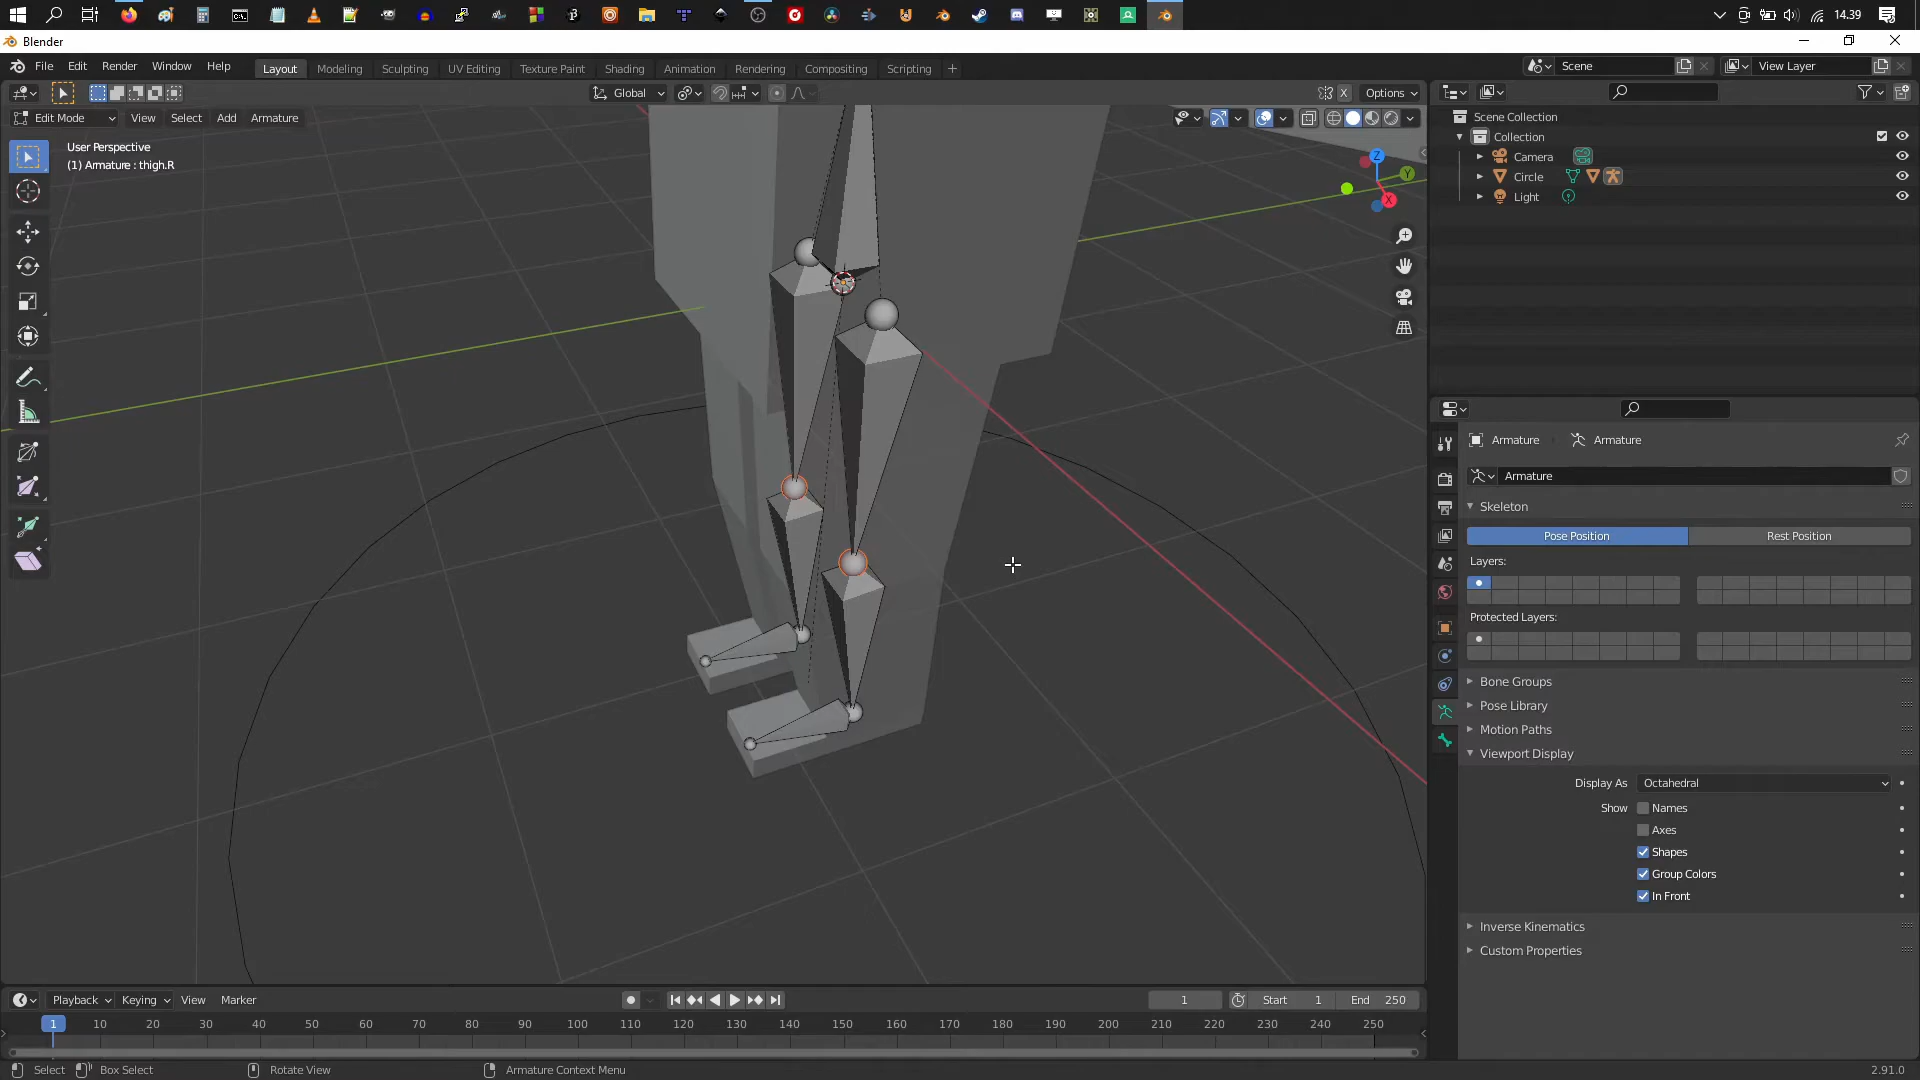 14.39
Blender
File Edit Render Window Help Layout Modeling Sculpting UV Editing Texture Paint Shading Animation Rendering Compositing Scripting + Scene View Layer
Global X Options
Edit Mode View Select Add Armature
User Perspective
(1) Armature : thigh.R
Z
Y
X
Scene Collection
Collection
Camera
Circle
Light
Armature Armature
Armature
Skeleton
Pose Position Rest Position
Layers:
Protected Layers:
Bone Groups
Pose Library
Motion Paths
Viewport Display
Display As Octahedral
Show Names
Axes
Shapes
Group Colors
In Front
Inverse Kinematics
Custom Properties
Playback Keying View Marker 1 Start 1 End 250
1 10 20 30 40 50 60 70 80 90 100 110 120 130 140 150 160 170 180 190 200 210 220 230 240 250
Select Box Select Rotate View Armature Context Menu 2.91.0